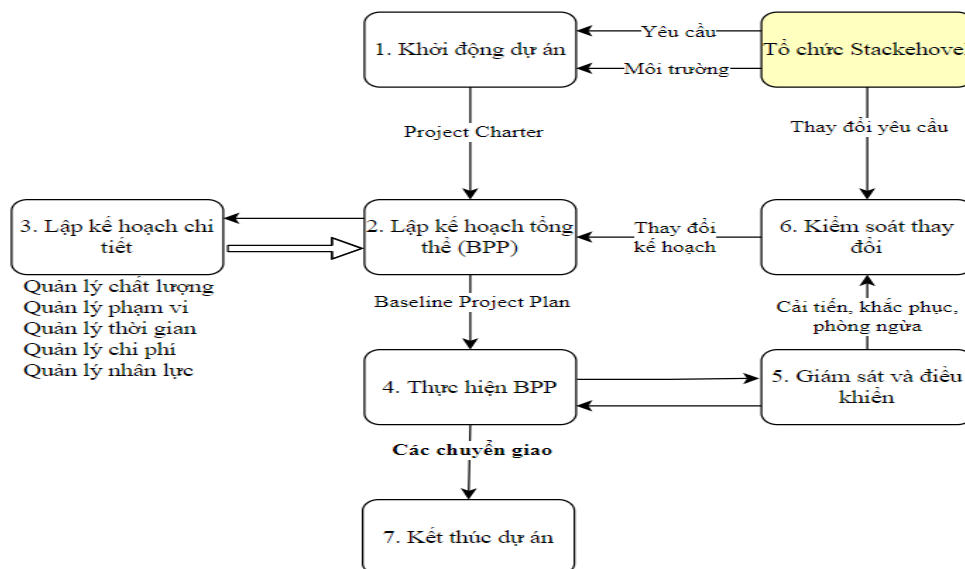 1. Khởi động dự án
Yêu cầu
Môi trường
Tổ chức Stackehovel
Project Charter
Thay đổi yêu cầu
3. Lập kế hoạch chi
tiết
2. Lập kế hoạch tổng
thể (BPP)
Thay đổi
kế hoạch
6. Kiểm soát thay
đổi
Quản lý chất lượng
Quản lý phạm vi
Quản lý thời gian
Quản lý chi phí
Quản lý nhân lực
Baseline Project Plan
Cải tiến, khắc phục,
phòng ngừa
4. Thực hiện BPP
5. Giám sát và điều
khiển
Các chuyển giao
7. Kết thúc dự án